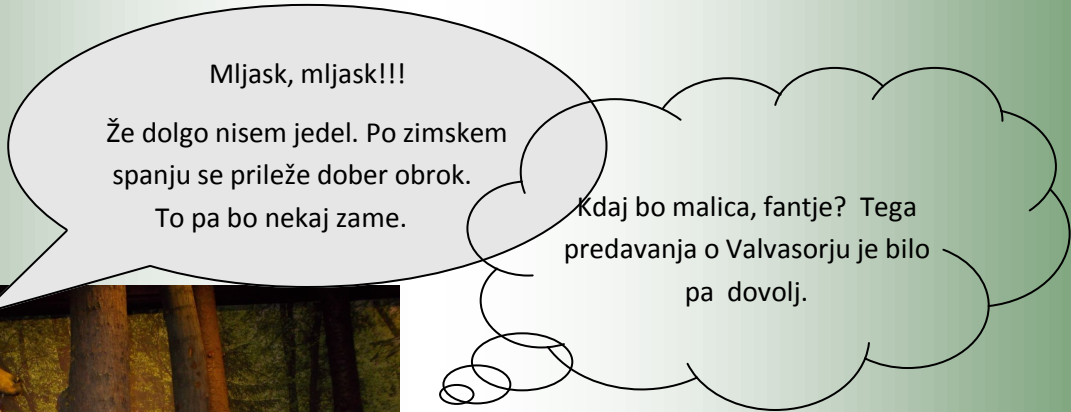 Mljask, mljask!!!
Že dolgo nisem jedel. Po zimskem
spanju se prileže dober obrok.
To pa bo nekaj zame.
Kdaj bo malica, fantje? Tega
predavanja o Valvasorju je bilo
pa dovolj.